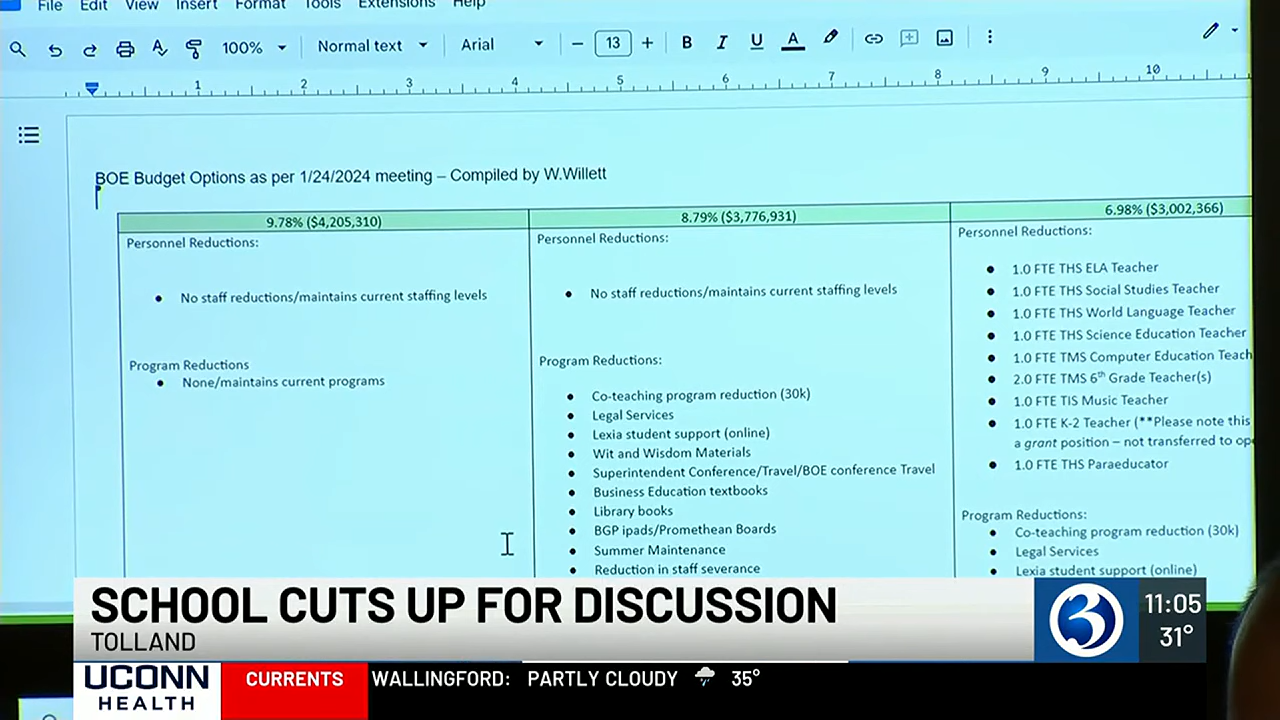 File Edit View Insert Format Tools Extensions Help
100% Normal text Arial 13 B I U A
1 2 3 4 5 6 7 8 9 10
BOE Budget Options as per 1/24/2024 meeting – Compiled by W.Willett
9.78% ($4,205,310)
Personnel Reductions:
● No staff reductions/maintains current staffing levels
Program Reductions
● None/maintains current programs
8.79% ($3,776,931)
Personnel Reductions:
● No staff reductions/maintains current staffing levels
Program Reductions:
● Co-teaching program reduction (30k)
● Legal Services
● Lexia student support (online)
● Wit and Wisdom Materials
● Superintendent Conference/Travel/BOE conference Travel
● Business Education textbooks
● Library books
● BGP ipads/Promethean Boards
● Summer Maintenance
● Reduction in staff severance
6.98% ($3,002,366)
Personnel Reductions:
● 1.0 FTE THS ELA Teacher
● 1.0 FTE THS Social Studies Teacher
● 1.0 FTE THS World Language Teacher
● 1.0 FTE THS Science Education Teacher
● 1.0 FTE TMS Computer Education Teach
● 2.0 FTE TMS 6th Grade Teacher(s)
● 1.0 FTE TIS Music Teacher
● 1.0 FTE K-2 Teacher (**Please note this
a grant position – not transferred to op
● 1.0 FTE THS Paraeducator
Program Reductions:
● Co-teaching program reduction (30k)
● Legal Services
● Lexia student support (online)
SCHOOL CUTS UP FOR DISCUSSION
TOLLAND
3
11:05
31°
UCONN
HEALTH
CURRENTS
WALLINGFORD: PARTLY CLOUDY 35°